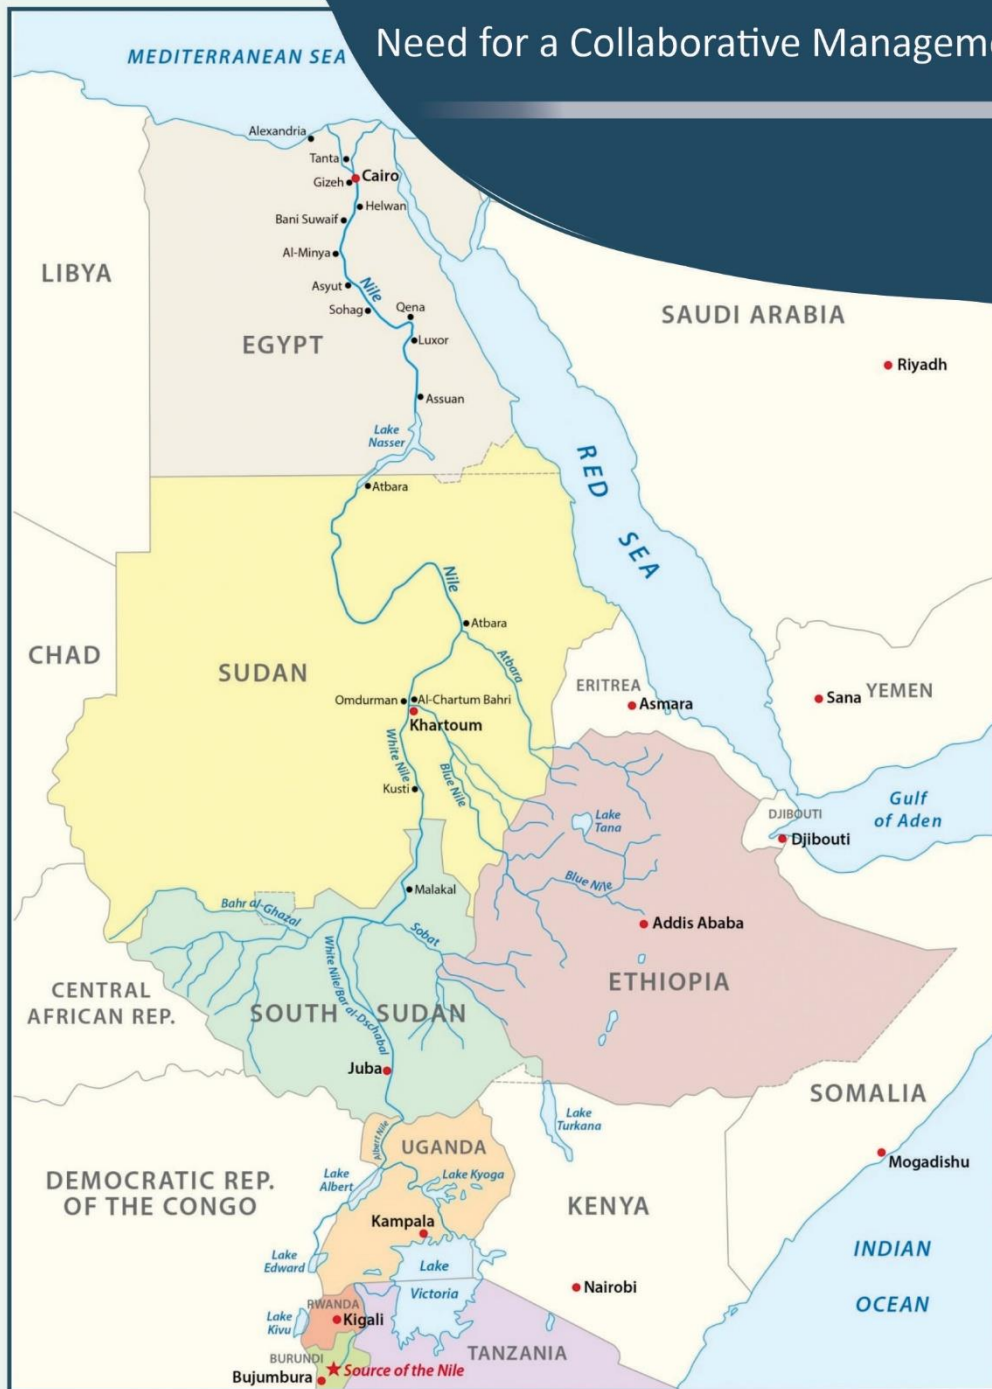 Need for a Collaborative Managem
MEDITERRANEAN SEA
Alexandria
Tanta
Gizeh
Cairo
Helwan
Bani Suwaif
Al-Minya
Asyut
Nile
Sohag
Qena
Luxor
LIBYA
EGYPT
SAUDI ARABIA
Riyadh
Assuan
Lake
Nasser
RED SEA
Atbara
Nile
Atbara
Atbara
CHAD
SUDAN
ERITREA
Asmara
Sana
YEMEN
Omdurman
Al-Chartum Bahri
Khartoum
White Nile
Blue Nile
Kusti
Lake
Tana
DJIBOUTI
Djibouti
Gulf
of Aden
Malakal
Blue Nile
Bahr al-Ghazal
Sobat
Addis Ababa
White Nile/Bar al-Dschabal
ETHIOPIA
CENTRAL
AFRICAN REP.
SOUTH SUDAN
Juba
SOMALIA
Lake
Turkana
Albert Nile
UGANDA
Mogadishu
DEMOCRATIC REP.
OF THE CONGO
Lake
Albert
Lake Kyoga
KENYA
Kampala
Lake
Edward
Lake
Victoria
INDIAN
OCEAN
Nairobi
RWANDA
Kigali
Lake
Kivu
BURUNDI
Source of the Nile
TANZANIA
Bujumbura